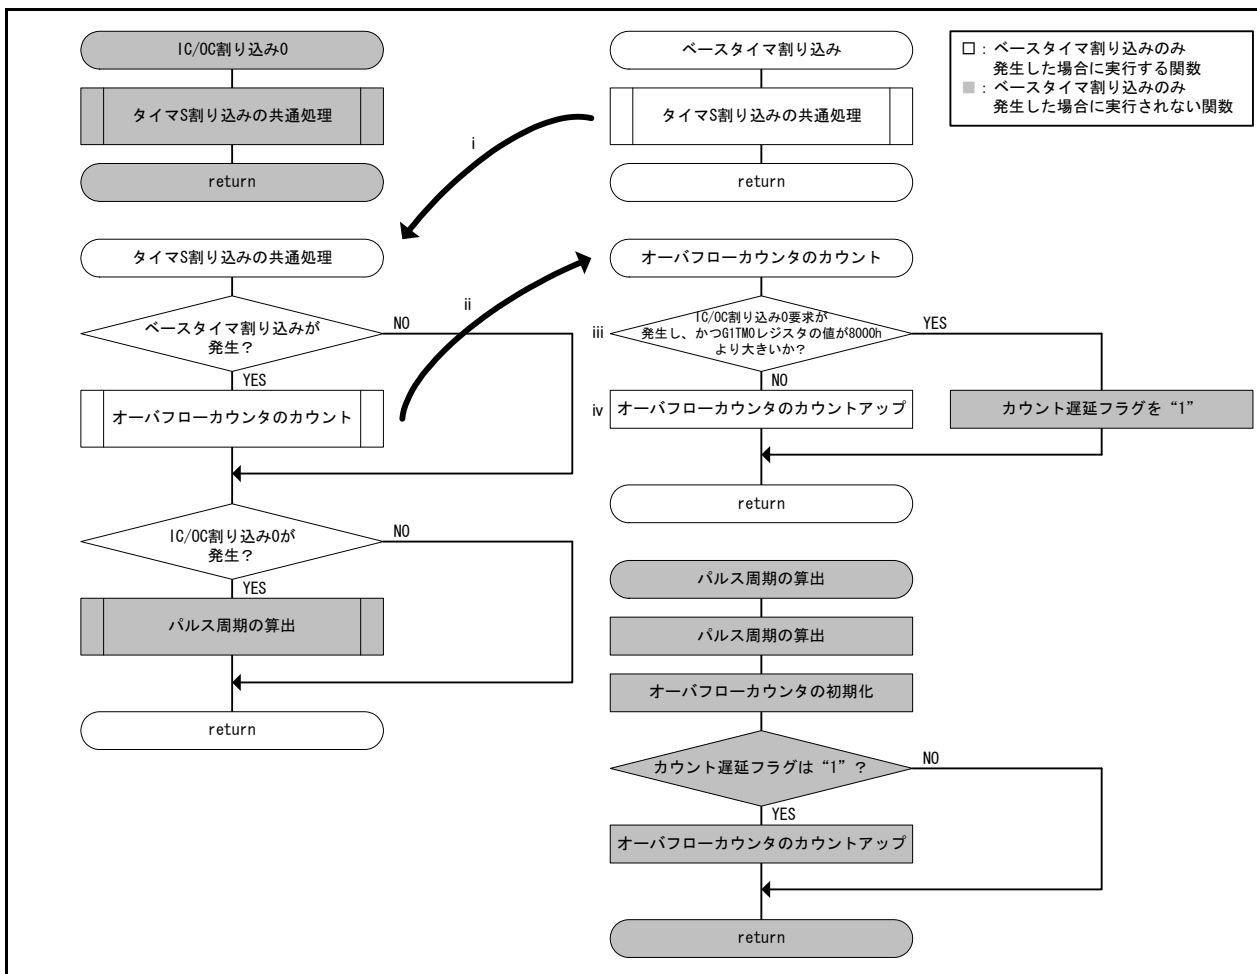 IC/OC割り込み0
タイマS割り込みの共通処理
return
ベースタイマ割り込み
タイマS割り込みの共通処理
return
□：ベースタイマ割り込みのみ
発生した場合に実行する関数
■：ベースタイマ割り込みのみ
発生した場合に実行されない関数
i
タイマS割り込みの共通処理
ベースタイマ割り込みが
発生？
NO
YES
オーバフローカウンタのカウント
IC/OC割り込み0が
発生？
NO
YES
パルス周期の算出
return
ii
オーバフローカウンタのカウント
iii
IC/OC割り込み0要求が
発生し、かつG1TM0レジスタの値が8000h
より大きいか？
YES
NO
iv
オーバフローカウンタのカウントアップ
カウント遅延フラグを“1”
return
パルス周期の算出
パルス周期の算出
オーバフローカウンタの初期化
カウント遅延フラグは“1”？
NO
YES
オーバフローカウンタのカウントアップ
return